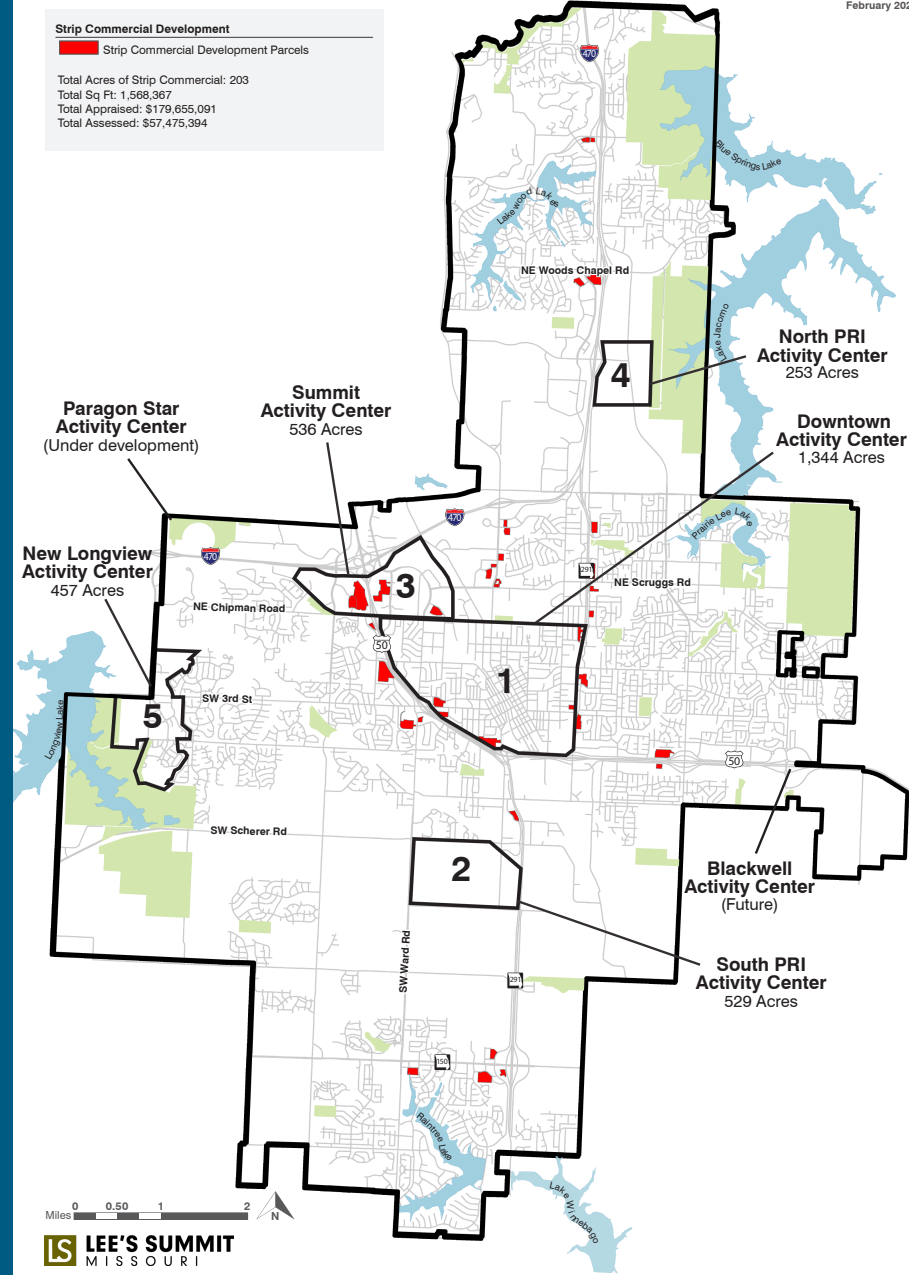 February 202
Strip Commercial Development
Strip Commercial Development Parcels
Total Acres of Strip Commercial: 203
Total Sq Ft: 1,568,367
Total Appraised: $179,655,091
Total Assessed: $57,475,394
470
Blue Springs Lake
Lakewood Lakes
NE Woods Chapel Rd
Lake Jacomo
North PRI
Activity Center
253 Acres
4
Summit
Activity Center
536 Acres
Paragon Star
Activity Center
(Under development)
Downtown
Activity Center
1,344 Acres
470
Prairie Lee Lake
New Longview
Activity Center
457 Acres
470
291
NE Scruggs Rd
3
NE Chipman Road
50
1
SW 3rd St
5
Longview Lake
50
SW Scherer Rd
2
Blackwell
Activity Center
(Future)
SW Ward Rd
South PRI
Activity Center
529 Acres
291
150
Raintree Lake
Lake Winnebago
Miles
0 0.50 1 2
N
LS
LEE'S SUMMIT
MISSOURI